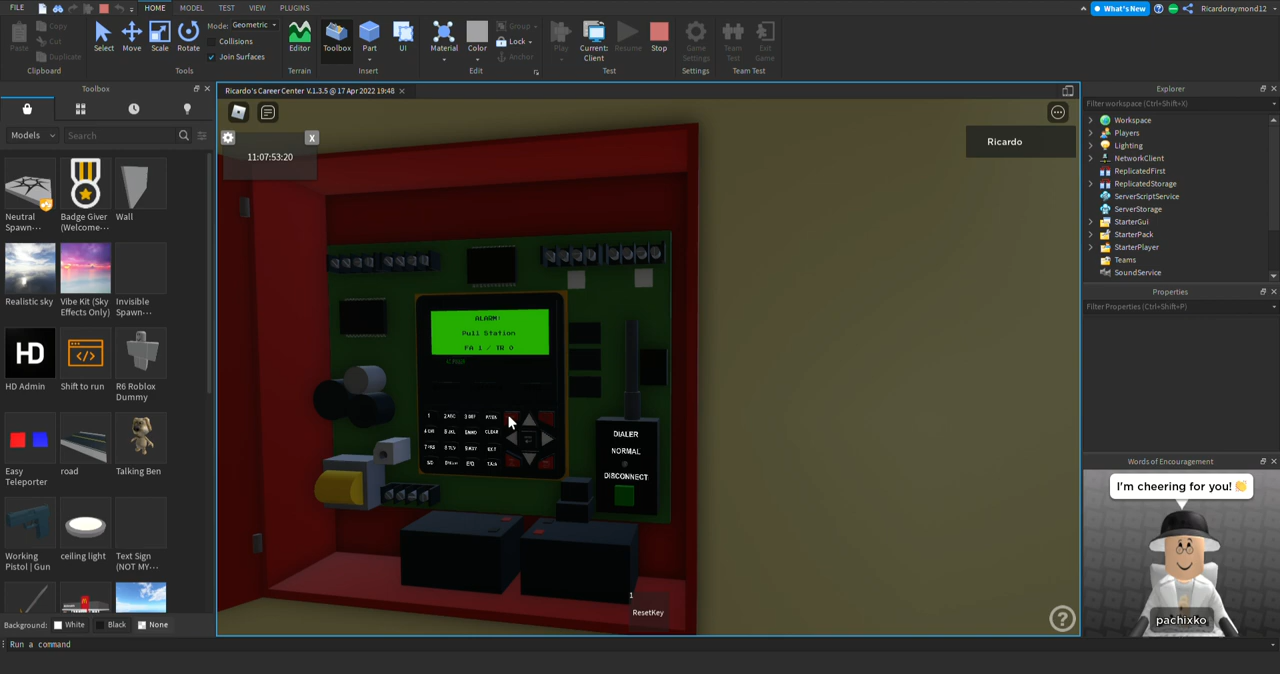 FILE
HOME
MODEL
TEST
VIEW
PLUGINS
What's New
Ricardoraymond12
Paste
Copy
Cut
Duplicate
Clipboard
Select
Move
Scale
Rotate
Mode: Geometric
Collisions
Join Surfaces
Tools
Editor
Terrain
Toolbox
Part
UI
Insert
Material
Color
Group
Lock
Anchor
Edit
Play
Current:
Client
Resume
Stop
Test
Game
Settings
Settings
Team
Test
Exit
Game
Team Test
Toolbox
Models
Search
Neutral
Spawn...
Badge Giver
(Welcome...
Wall
Realistic sky
Vibe Kit (Sky
Effects Only)
Invisible
Spawn...
HD
HD Admin
Shift to run
R6 Roblox
Dummy
Easy
Teleporter
road
Talking Ben
Working
Pistol | Gun
ceiling light
Text Sign
(NOT MY-...
Background:
White
Black
None
Run a command
Ricardo's Career Center V.1.3.5 @ 17 Apr 2022 19:48
X
11:07:53:20
Ricardo
ALARM:
Pull Station
FA 1 / TR 0
CLEAR
DIALER
NORMAL
DISCONNECT
1
ResetKey
?
Explorer
Filter workspace (Ctrl+Shift+X)
Workspace
Players
Lighting
NetworkClient
ReplicatedFirst
ReplicatedStorage
ServerScriptService
ServerStorage
StarterGui
StarterPack
StarterPlayer
Teams
SoundService
Properties
Filter Properties (Ctrl+Shift+P)
Words of Encouragement
I'm cheering for you! 👏
pachixko